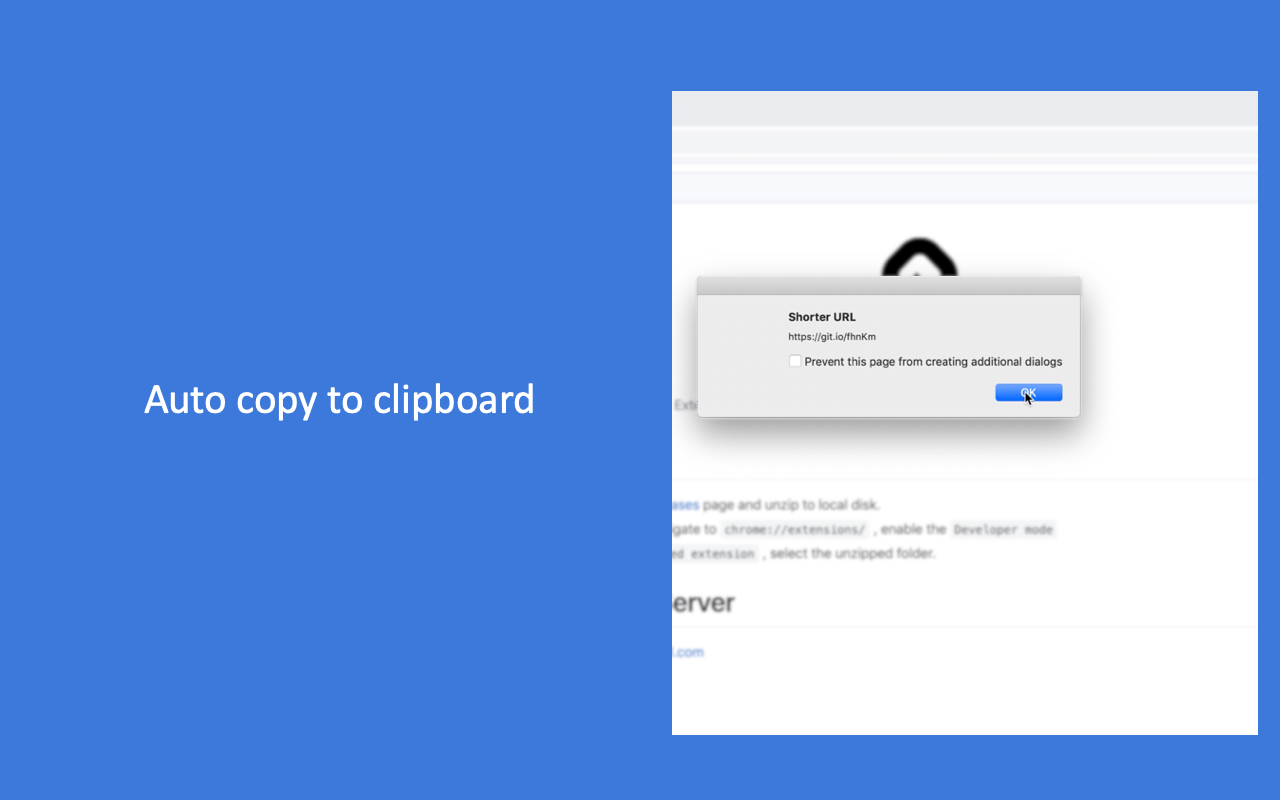 Auto copy to clipboard
Shorter URL
https://git.io/fhnKm
Prevent this page from creating additional dialogs
OK
ases page and unzip to local disk.
gate to chrome://extensions/ , enable the Developer mode
ed extension , select the unzipped folder.
erver
.com